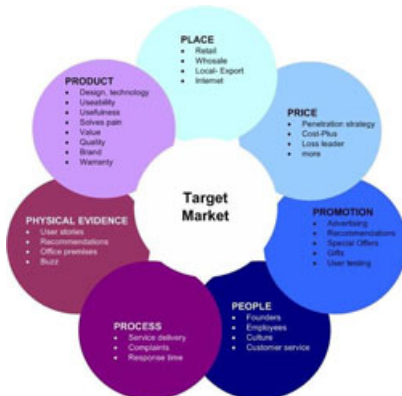 PLACE
• Retail
• Whosale
• Local- Export
• Internet
PRICE
• Penetration strategy
• Cost-Plus
• Loss leader
• more
PROMOTION
• Advertising
• Recommendations
• Special Offers
• Gifts
• User testing
PEOPLE
• Founders
• Employees
• Culture
• Customer service
PROCESS
• Service delivery
• Complaints
• Response time
PHYSICAL EVIDENCE
• User stories
• Recommendations
• Office premises
• Buzz
PRODUCT
• Design, technology
• Useability
• Usefulness
• Solves pain
• Value
• Quality
• Brand
• Warranty
Target
Market